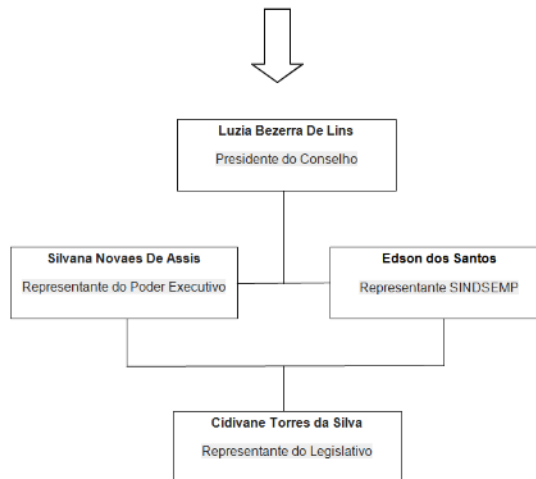 Luzia Bezerra De Lins
Presidente do Conselho
Silvana Novaes De Assis
Representante do Poder Executivo
Edson dos Santos
Representante SINDSEMP
Cidivane Torres da Silva
Representante do Legislativo